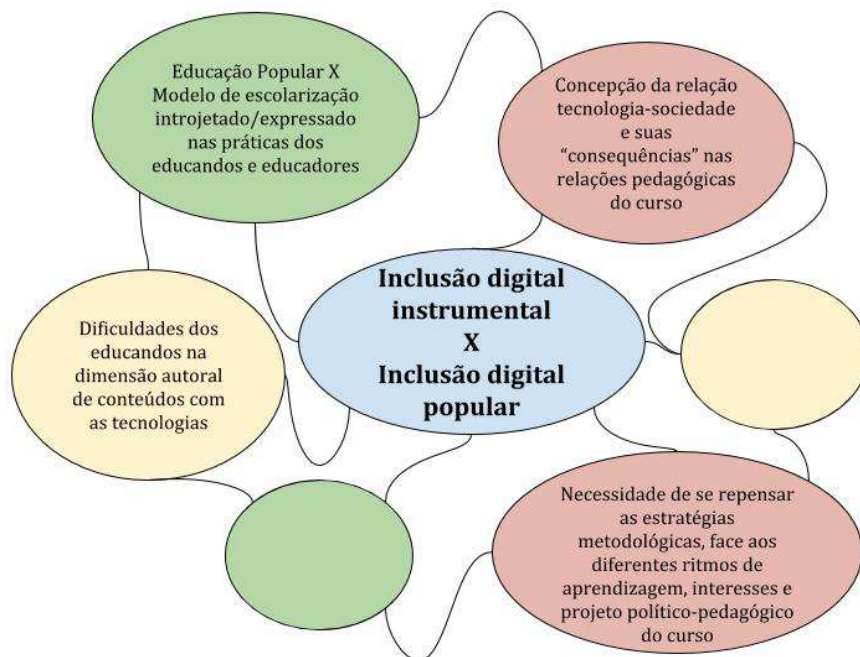 Educação Popular X
Modelo de escolarização
introjetado/expressado
nas práticas dos
educandos e educadores
Concepção da relação
tecnologia-sociedade
e suas
“consequências” nas
relações pedagógicas
do curso
Inclusão digital
instrumental
X
Inclusão digital
popular
Dificuldades dos
educandos na
dimensão autoral
de conteúdos com
as tecnologias
Necessidade de se repensar
as estratégias
metodológicas, face aos
diferentes ritmos de
aprendizagem, interesses e
projeto político-pedagógico
do curso